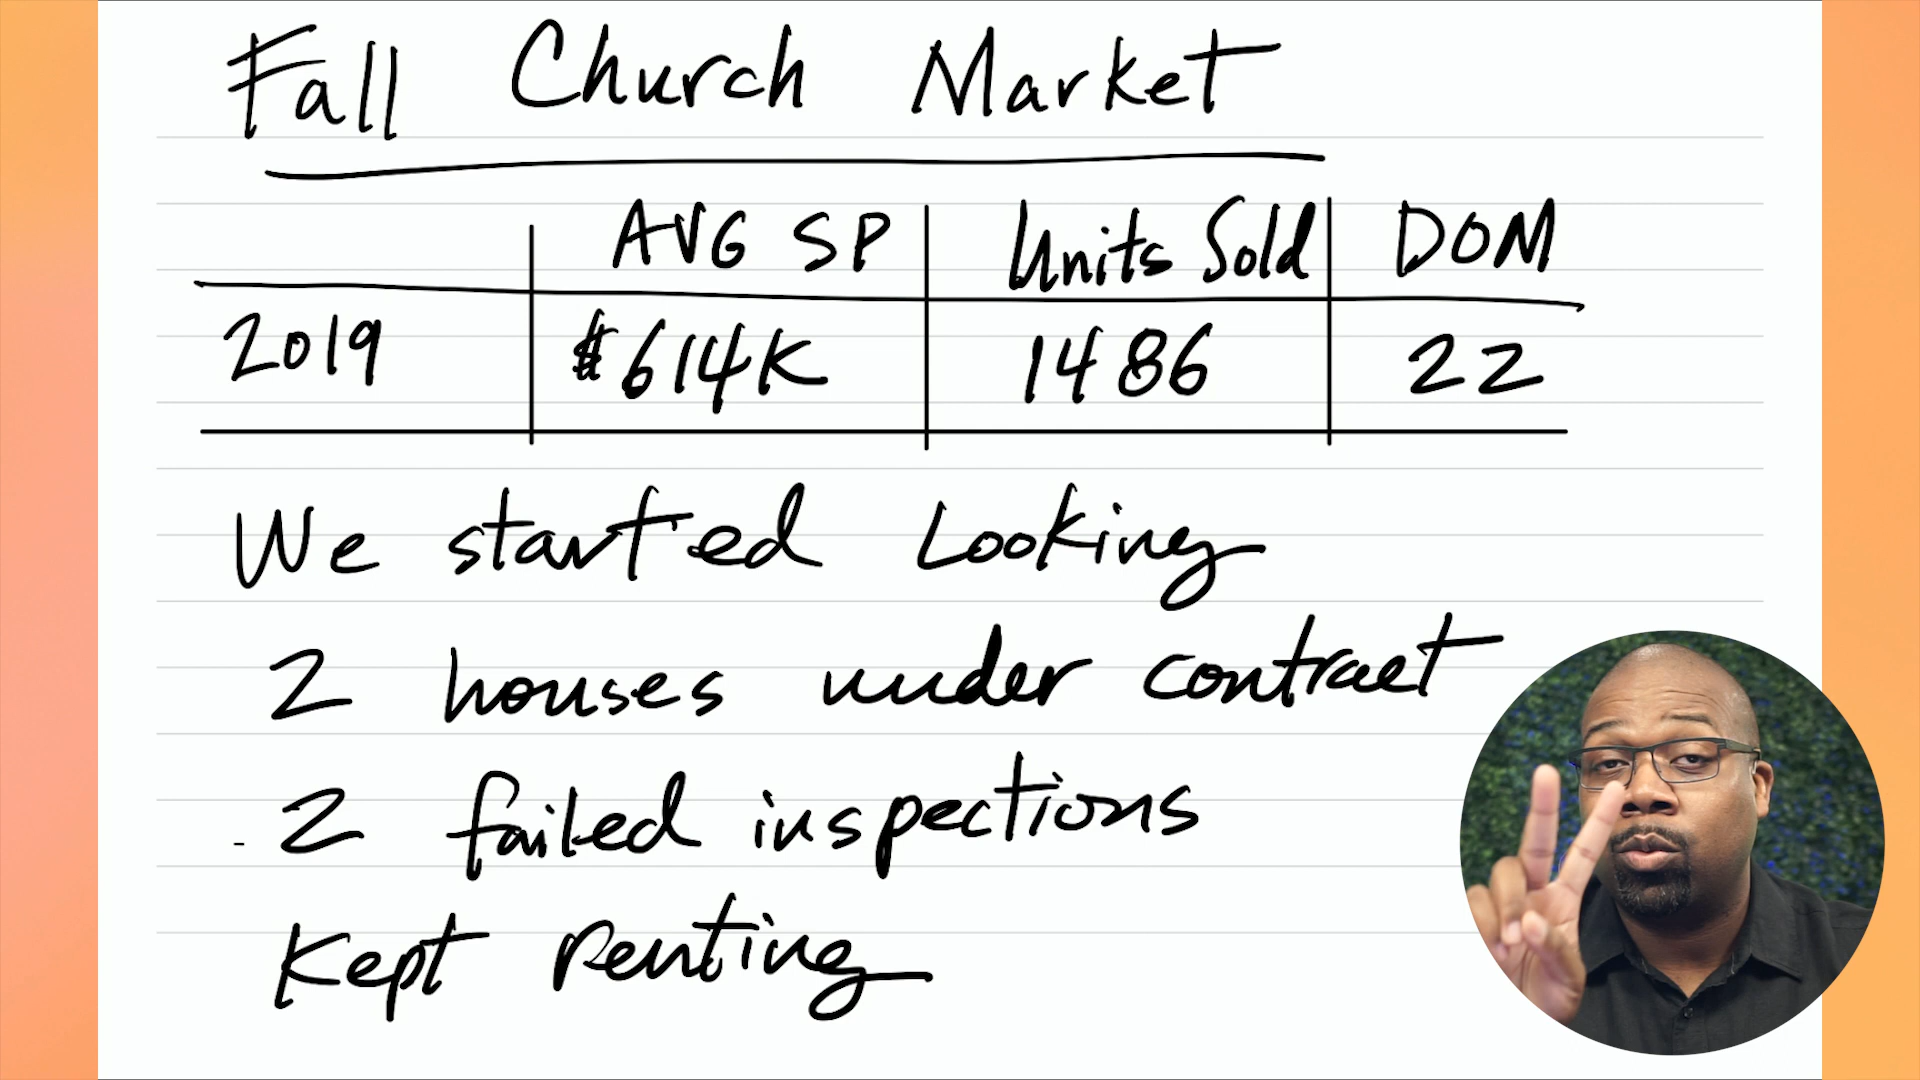 Fall Church Market
AVG SP Units Sold DOM
2019 $614K 1486 22
We started Looking
2 houses under contract
- 2 failed inspections
Kept renting